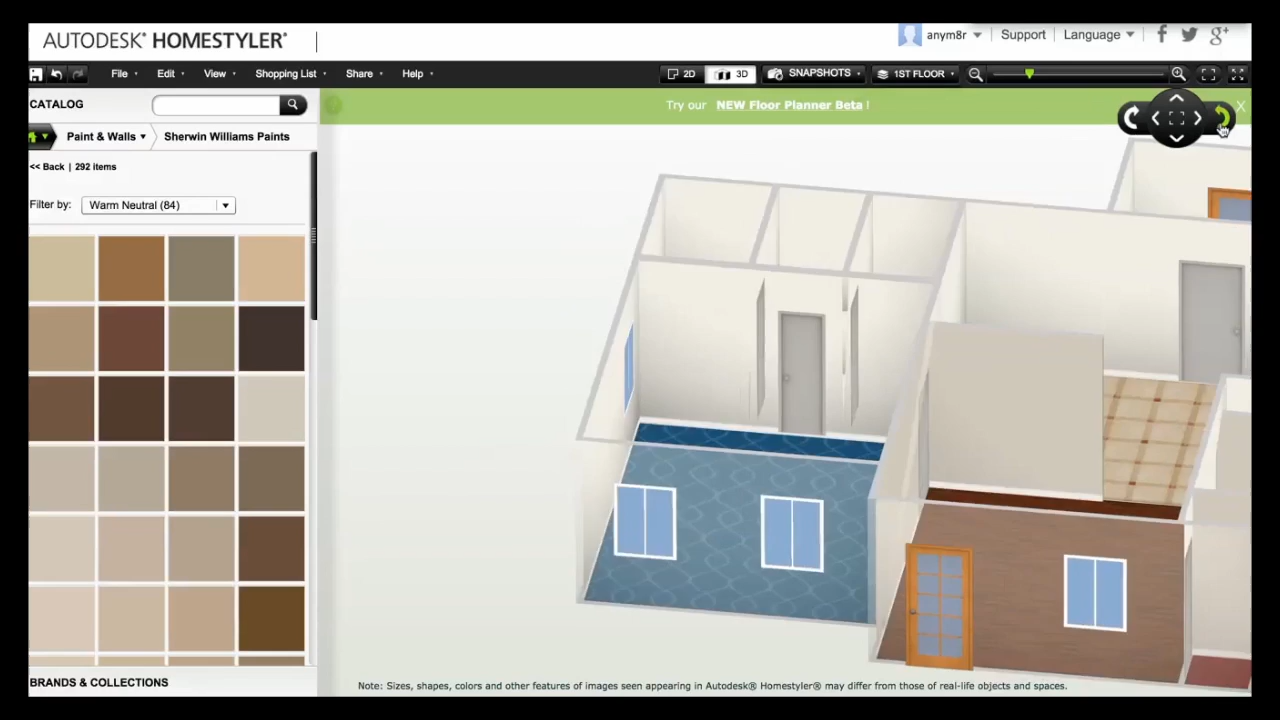 AUTODESK® HOMESTYLER®
anym8r Support Language f g+
File Edit View Shopping List Share Help 2D 3D SNAPSHOTS 1ST FLOOR
CATALOG
Try our NEW Floor Planner Beta !
X
Paint & Walls Sherwin Williams Paints
<< Back | 292 items
Filter by: Warm Neutral (84)
BRANDS & COLLECTIONS
Note: Sizes, shapes, colors and other features of images seen appearing in Autodesk® Homestyler® may differ from those of real-life objects and spaces.